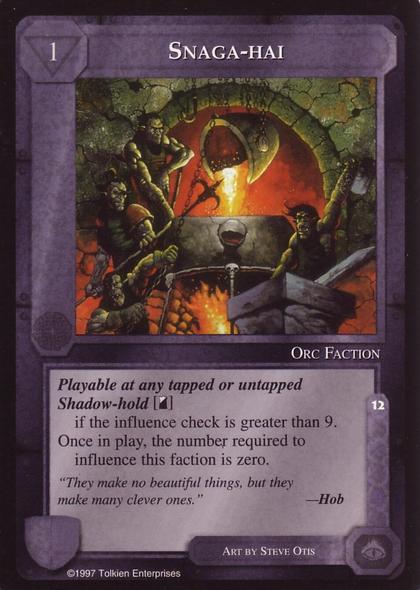 1
SNAGA-HAI
ORC FACTION
Playable at any tapped or untapped
Shadow-hold []
if the influence check is greater than 9.
Once in play, the number required to
influence this faction is zero.
12
“They make no beautiful things, but they
make many clever ones.” —Hob
ART BY STEVE OTIS
©1997 Tolkien Enterprises